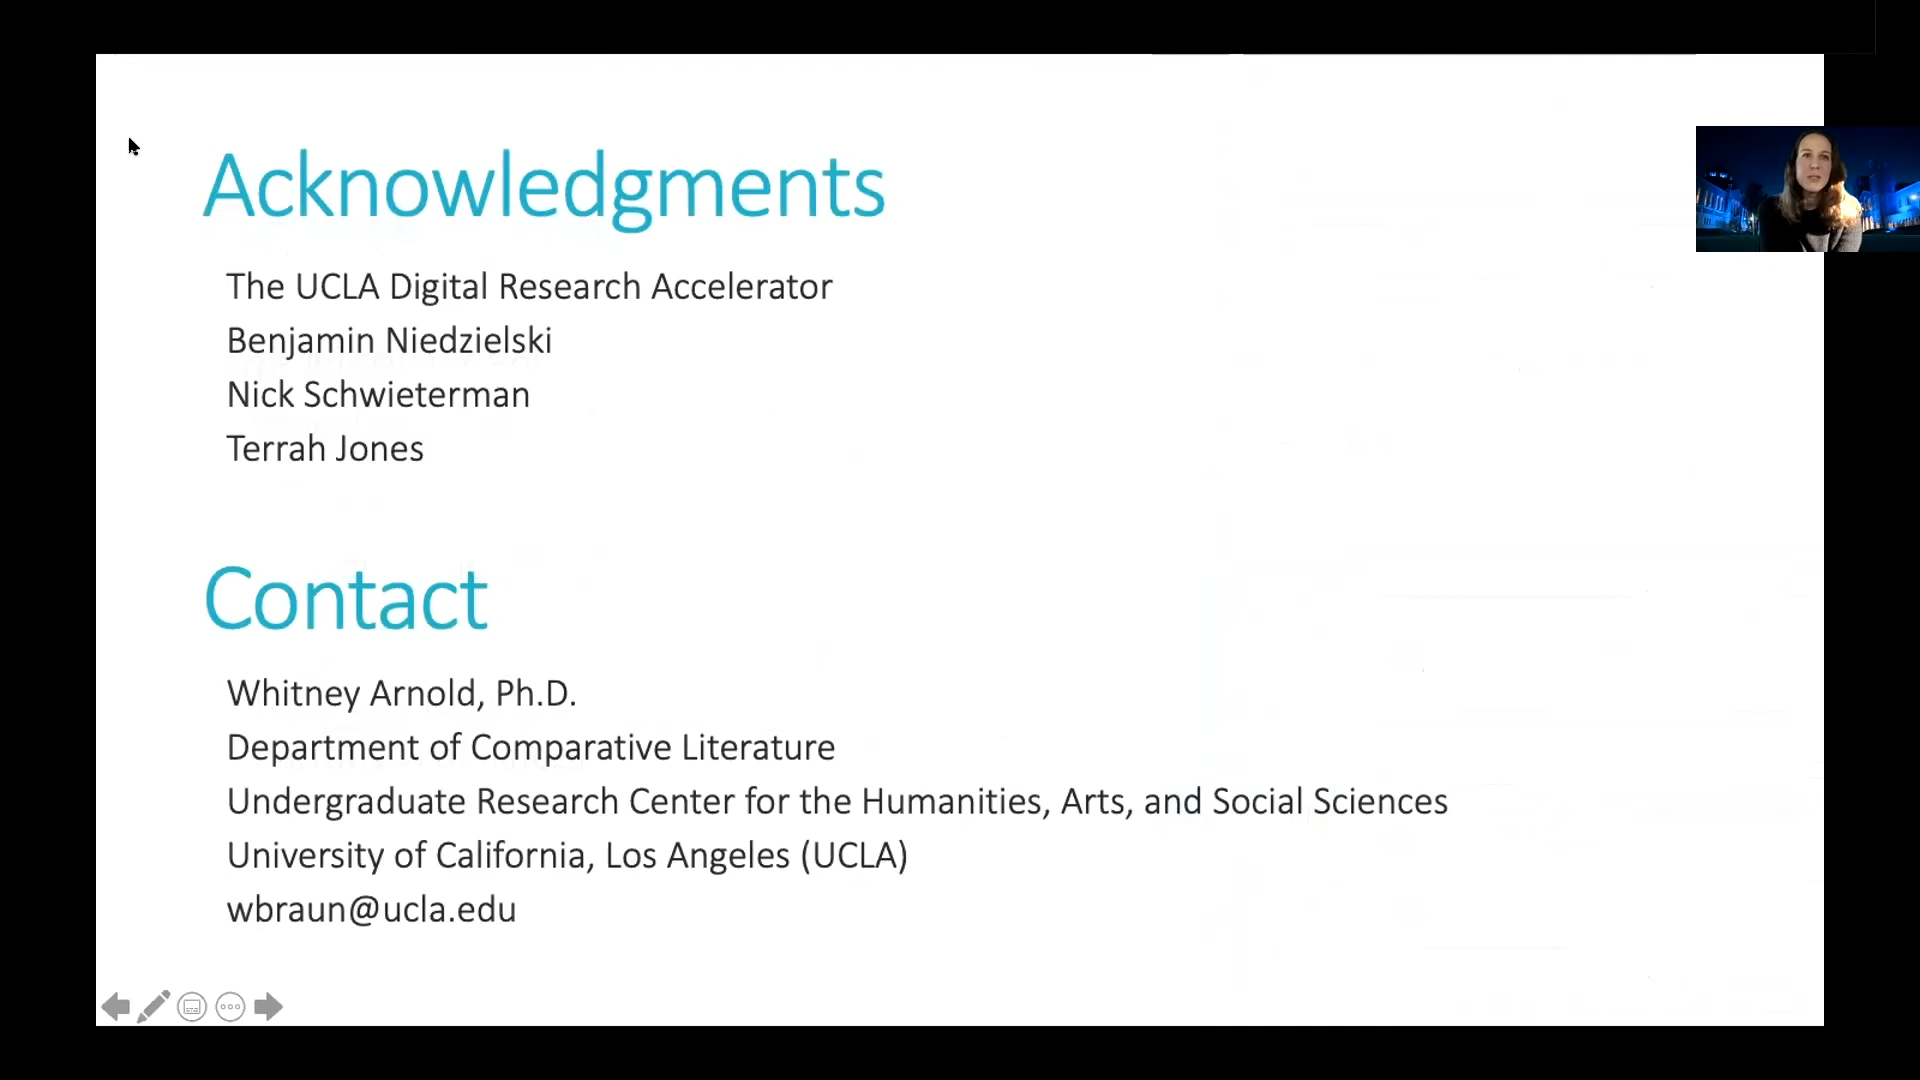 Acknowledgments
The UCLA Digital Research Accelerator
Benjamin Niedzielski
Nick Schwieterman
Terrah Jones
Contact
Whitney Arnold, Ph.D.
Department of Comparative Literature
Undergraduate Research Center for the Humanities, Arts, and Social Sciences
University of California, Los Angeles (UCLA)
wbraun@ucla.edu